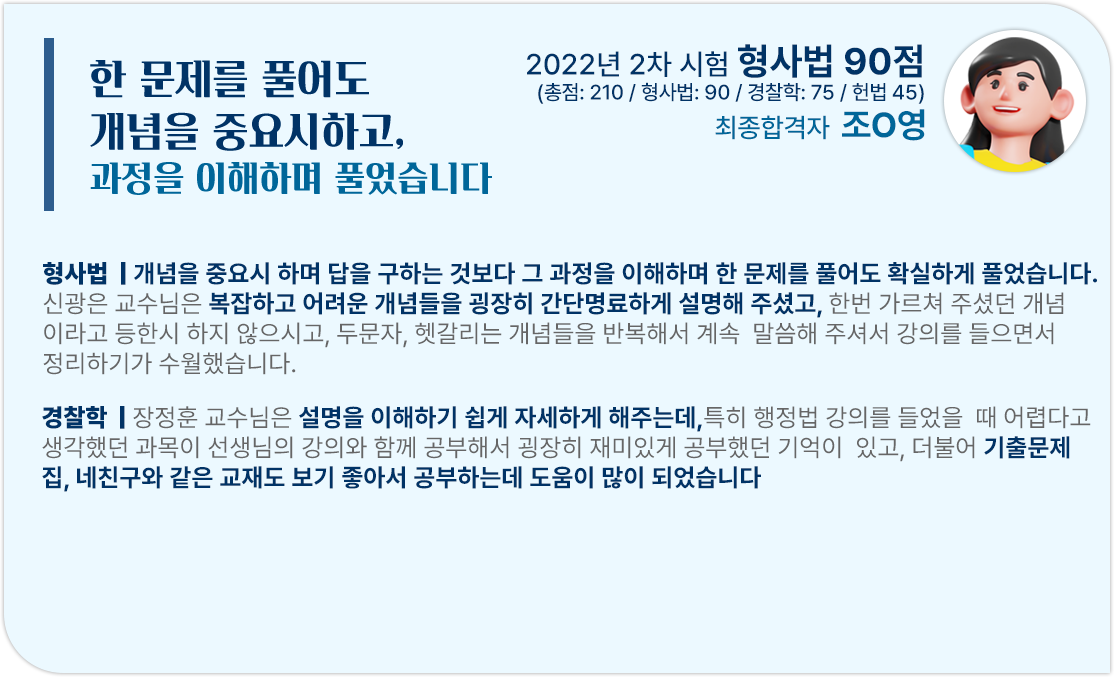 한 문제를 풀어도
개념을 중요시하고,
과정을 이해하며 풀었습니다
2022년 2차 시험 형사법 90점
(총점: 210 / 형사법: 90 / 경찰학: 75 / 헌법 45)
최종합격자 조O영
형사법 ㅣ개념을 중요시 하며 답을 구하는 것보다 그 과정을 이해하며 한 문제를 풀어도 확실하게 풀었습니다.
신광은 교수님은 복잡하고 어려운 개념들을 굉장히 간단명료하게 설명해 주셨고, 한번 가르쳐 주셨던 개념
이라고 등한시 하지 않으시고, 두문자, 헷갈리는 개념들을 반복해서 계속 말씀해 주셔서 강의를 들으면서
정리하기가 수월했습니다.
경찰학 ㅣ장정훈 교수님은 설명을 이해하기 쉽게 자세하게 해주는데,특히 행정법 강의를 들었을 때 어렵다고
생각했던 과목이 선생님의 강의와 함께 공부해서 굉장히 재미있게 공부했던 기억이 있고, 더불어 기출문제
집, 네친구와 같은 교재도 보기 좋아서 공부하는데 도움이 많이 되었습니다